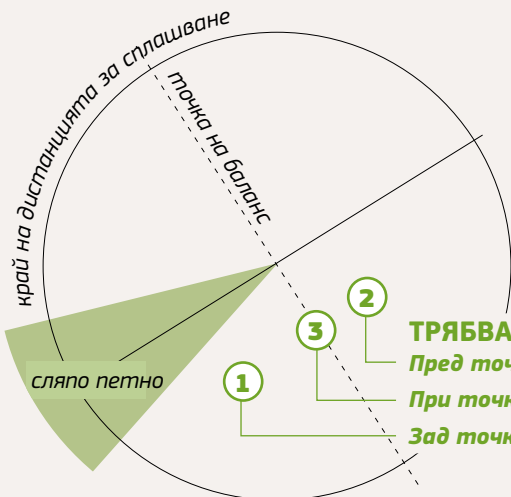 край на дистанцията за сплашване
точка на баланс
сляпо петно
1
2
3
ТРЯБВА
Пред точ
При точк
Зад точк